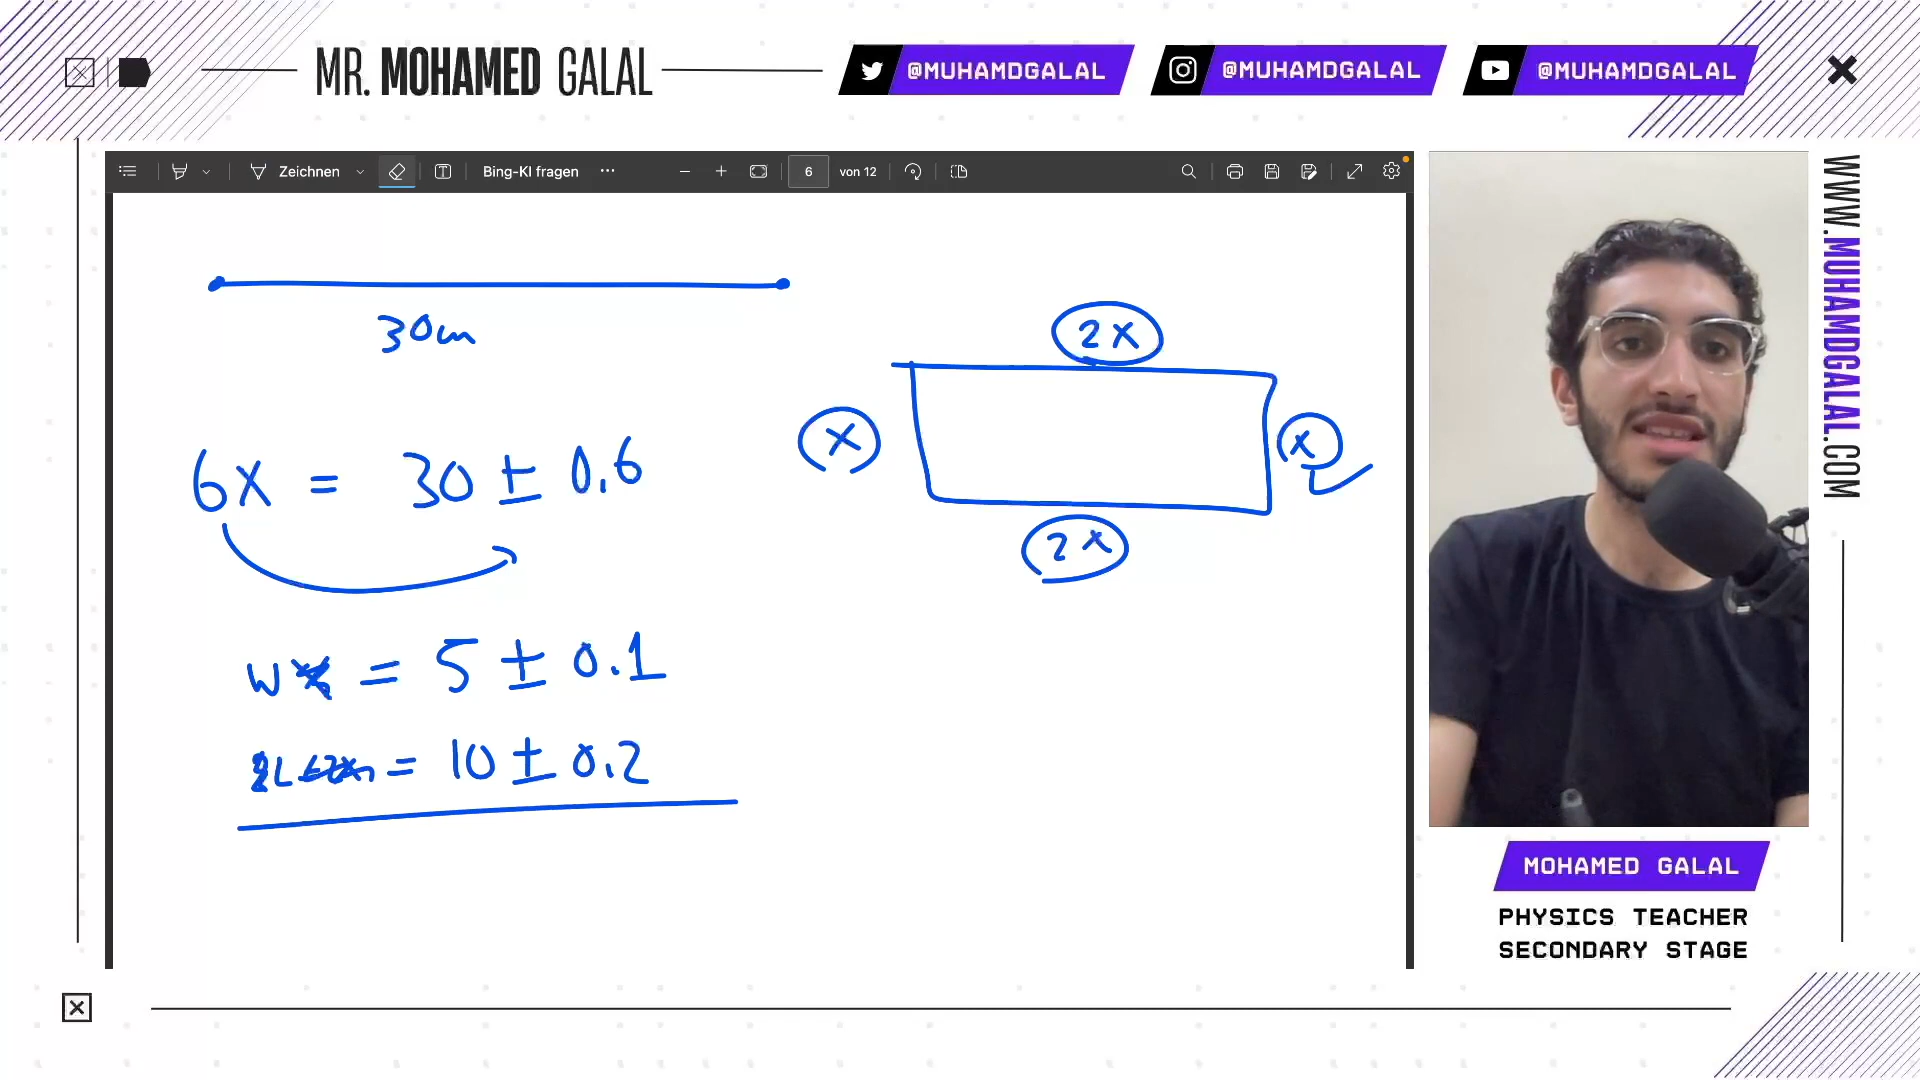 MR. MOHAMED GALAL
@MUHAMDGALAL
@MUHAMDGALAL
@MUHAMDGALAL
WWW.MUHAMDGALAL.COM
Zeichnen
Bing-KI fragen
6 von 12
30cm
6x = 30 ± 0.6
W = 5 ± 0.1
L = 10 ± 0.2
2x
x
x
2x
MOHAMED GALAL
PHYSICS TEACHER
SECONDARY STAGE